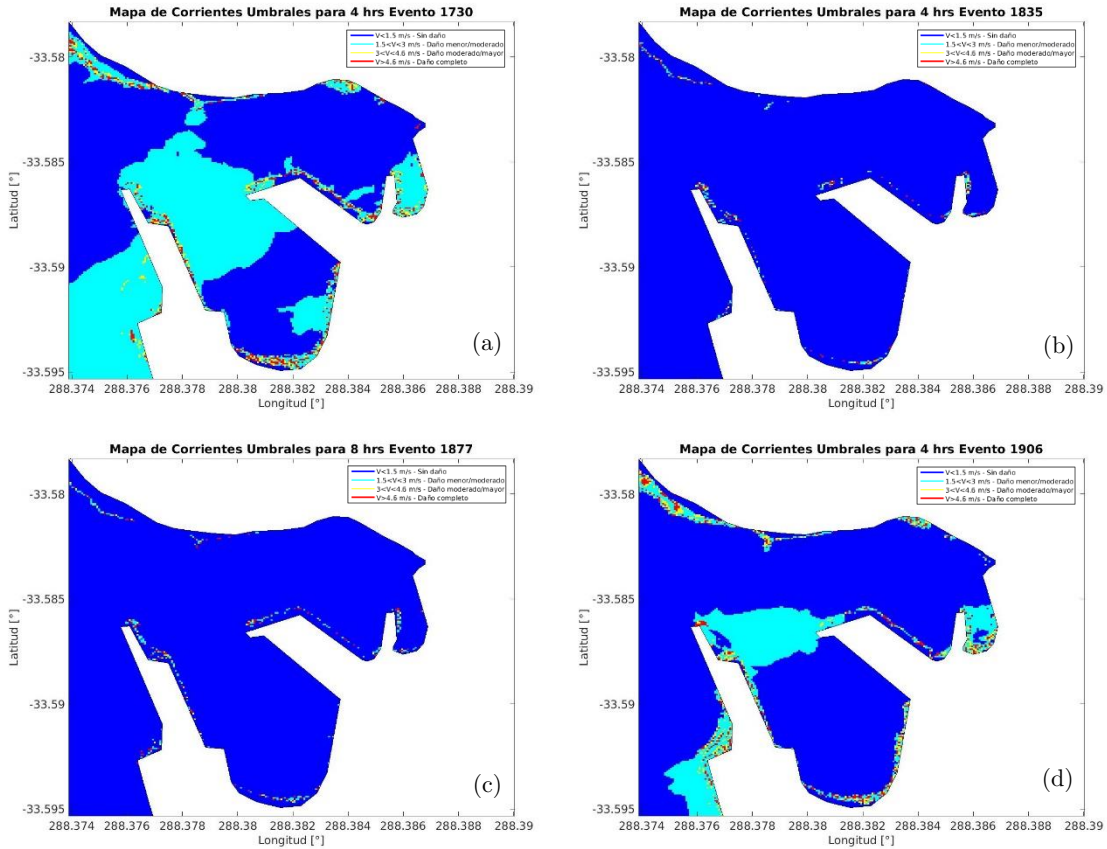 Mapa de Corrientes Umbrales para 4 hrs Evento 1730
V<1.5 m/s - Sin daño
1.5<V<3 m/s - Daño menor/moderado
3<V<4.6 m/s - Daño moderado/mayor
V>4.6 m/s - Daño completo
-33.58
-33.585
-33.59
-33.595
Latitud [°]
(a)
288.374 288.376 288.378 288.38 288.382 288.384 288.386 288.388 288.39
Longitud [°]
Mapa de Corrientes Umbrales para 4 hrs Evento 1835
V<1.5 m/s - Sin daño
1.5<V<3 m/s - Daño menor/moderado
3<V<4.6 m/s - Daño moderado/mayor
V>4.6 m/s - Daño completo
-33.58
-33.585
-33.59
-33.595
Latitud [°]
(b)
288.374 288.376 288.378 288.38 288.382 288.384 288.386 288.388 288.39
Longitud [°]
Mapa de Corrientes Umbrales para 8 hrs Evento 1877
V<1.5 m/s - Sin daño
1.5<V<3 m/s - Daño menor/moderado
3<V<4.6 m/s - Daño moderado/mayor
V>4.6 m/s - Daño completo
-33.58
-33.585
-33.59
-33.595
Latitud [°]
(c)
288.374 288.376 288.378 288.38 288.382 288.384 288.386 288.388 288.39
Longitud [°]
Mapa de Corrientes Umbrales para 4 hrs Evento 1906
V<1.5 m/s - Sin daño
1.5<V<3 m/s - Daño menor/moderado
3<V<4.6 m/s - Daño moderado/mayor
V>4.6 m/s - Daño completo
-33.58
-33.585
-33.59
-33.595
Latitud [°]
(d)
288.374 288.376 288.378 288.38 288.382 288.384 288.386 288.388 288.39
Longitud [°]